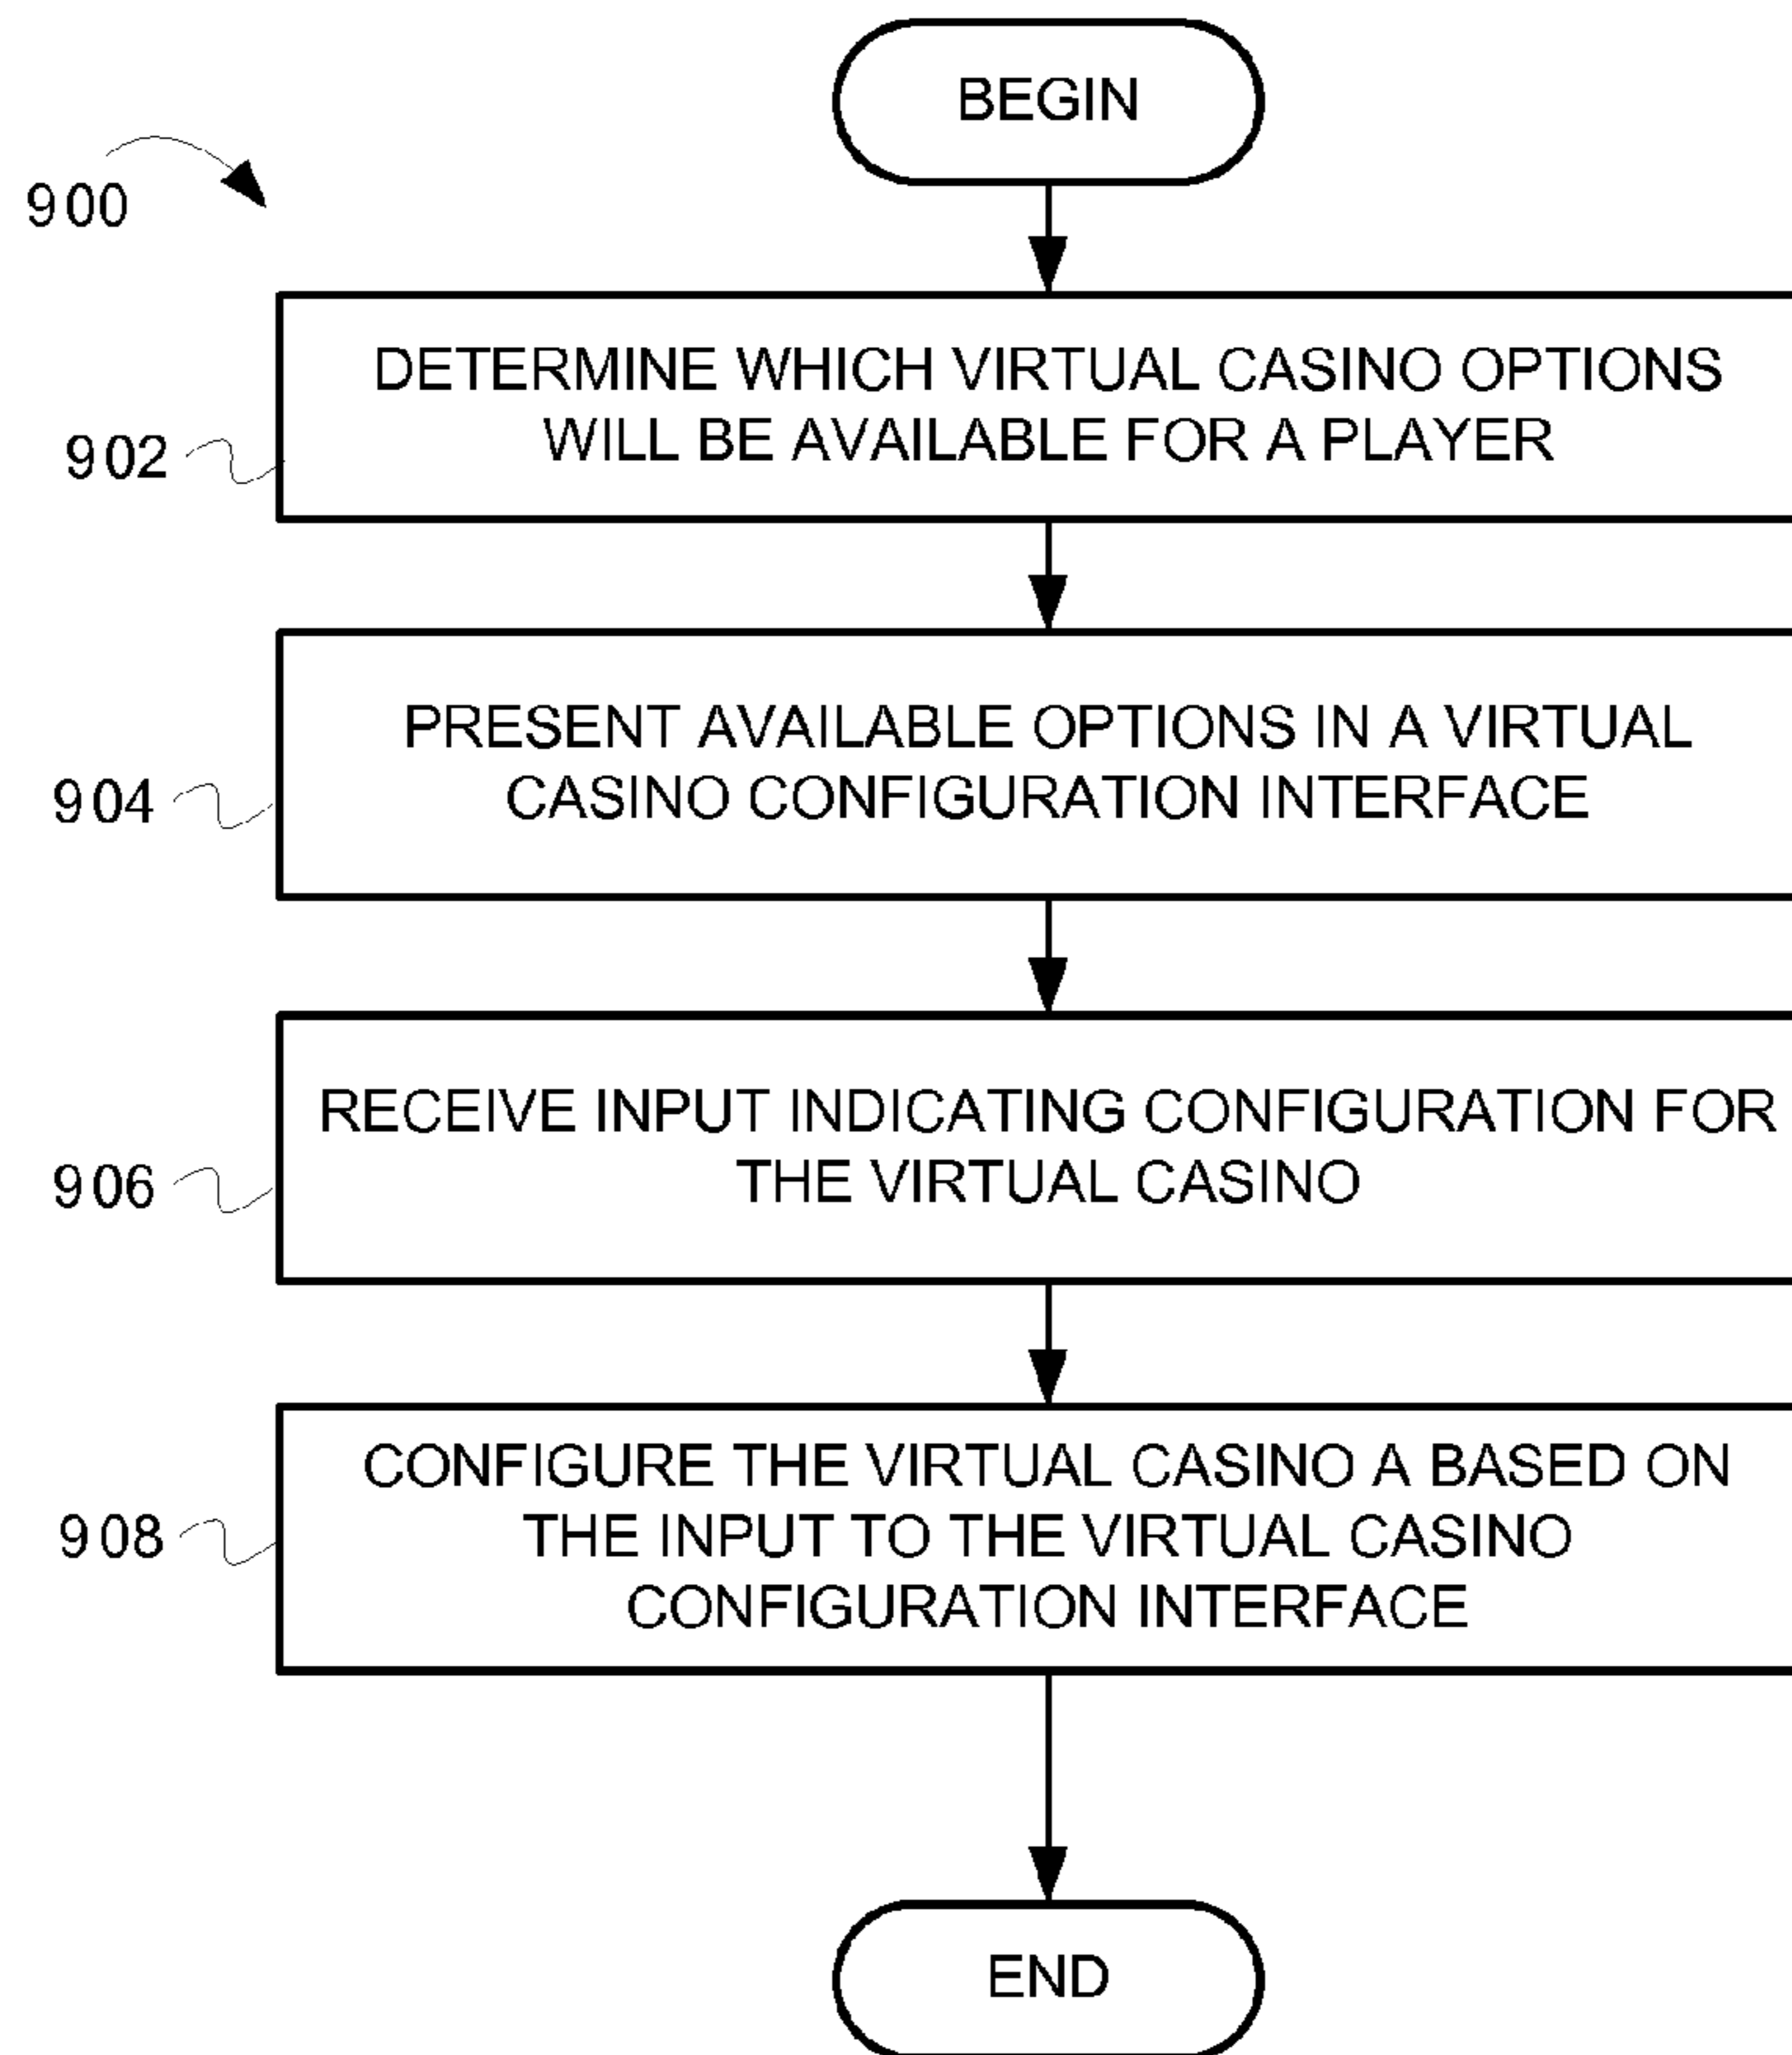 BEGIN
900
DETERMINE WHICH VIRTUAL CASINO OPTIONS
WILL BE AVAILABLE FOR A PLAYER
902
PRESENT AVAILABLE OPTIONS IN A VIRTUAL
CASINO CONFIGURATION INTERFACE
904
RECEIVE INPUT INDICATING CONFIGURATION FOR
THE VIRTUAL CASINO
906
CONFIGURE THE VIRTUAL CASINO A BASED ON
THE INPUT TO THE VIRTUAL CASINO
CONFIGURATION INTERFACE
908
END